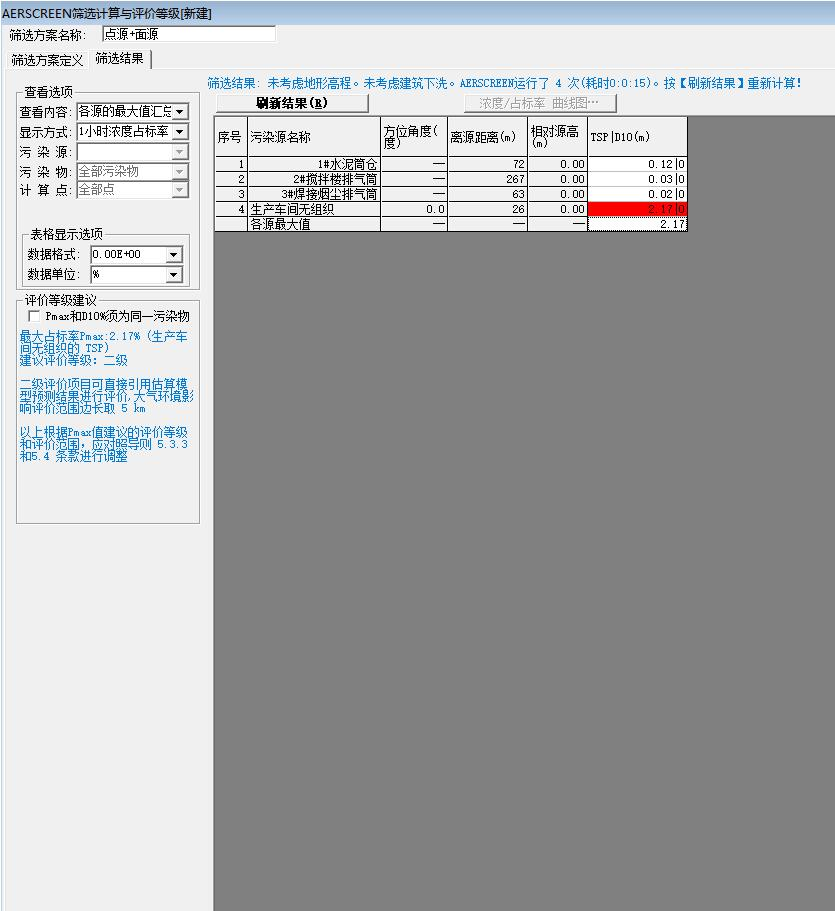 AERSCREEN筛选计算与评价等级[新建]
筛选方案名称: 点源+面源
筛选方案定义 筛选结果
筛选结果: 未考虑地形高程。未考虑建筑下洗。AERSCREEN运行了 4 次(耗时0:0:15)。按【刷新结果】重新计算!
刷新结果(R) 浓度/占标率 曲线图…
查看选项
查看内容: 各源的最大值汇总
显示方式: 1小时浓度占标率
污 染 源:
污 染 物: 全部污染物
计 算 点: 全部点
表格显示选项
数据格式: 0.00E+00
数据单位: %
评价等级建议
Pmax和D10%须为同一污染物
最大占标率Pmax:2.17% (生产车
间无组织的 TSP)
建议评价等级: 二级
二级评价项目可直接引用估算模
型预测结果进行评价,大气环境影
响评价范围边长取 5 km
以上根据Pmax值建议的评价等级
和评价范围, 应对照导则 5.3.3
和5.4 条款进行调整
序号 污染源名称 方位角度(度) 离源距离(m) 相对源高(m) TSP|D10(m)
1 1#水泥筒仓 — 72 0.00 0.12|0
2 2#搅拌楼排气筒 — 267 0.00 0.03|0
3 3#焊接烟尘排气筒 — 63 0.00 0.02|0
4 生产车间无组织 0.0 26 0.00 2.17|0
各源最大值 — — — 2.17